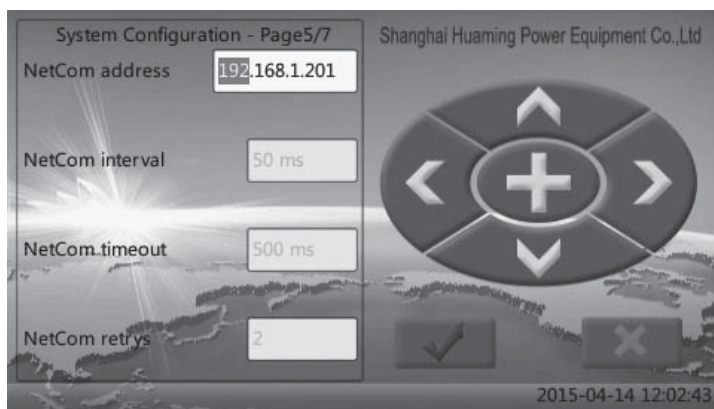 System Configuration - Page5/7
Shanghai Huaming Power Equipment Co.,Ltd
NetCom address
192.168.1.201
NetCom interval
50 ms
NetCom timeout
500 ms
NetCom retrys
2
2015-04-14 12:02:43